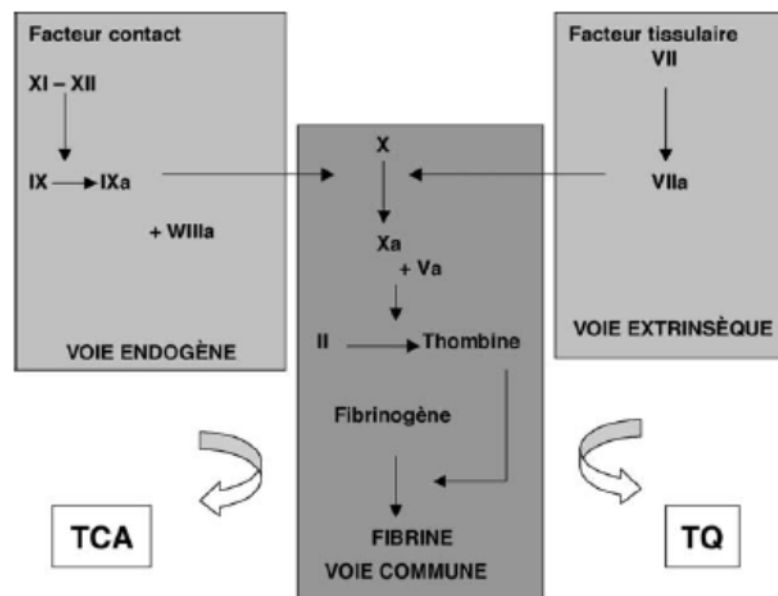 Facteur contact
XI – XII
IX
IXa
+ WIIIa
VOIE ENDOGÈNE
X
Xa
+ Va
II
Thombine
Fibrinogène
FIBRINE
VOIE COMMUNE
Facteur tissulaire
VII
VIIa
VOIE EXTRINSÈQUE
TCA
TQ